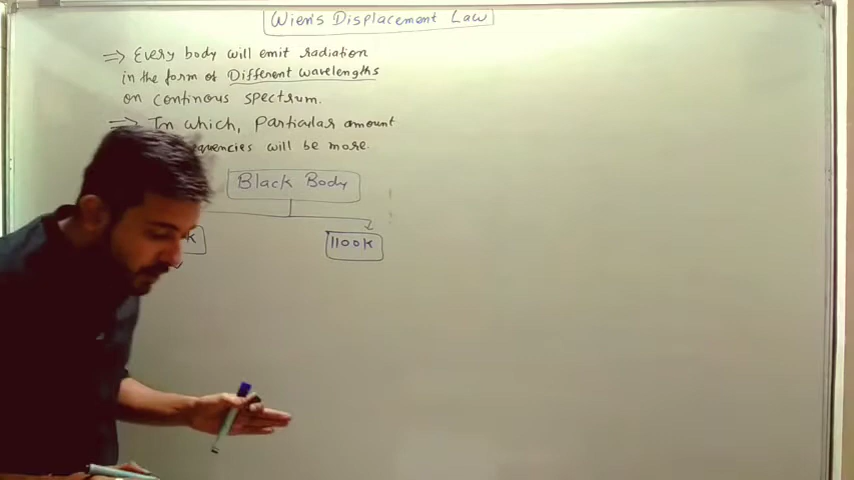 Wien's Displacement Law
⇒ Every body will emit radiation
in the form of Different wavelengths
on continous spectrum.
⇒ In which, Particular amount
will be more.
Black Body
K
1100K